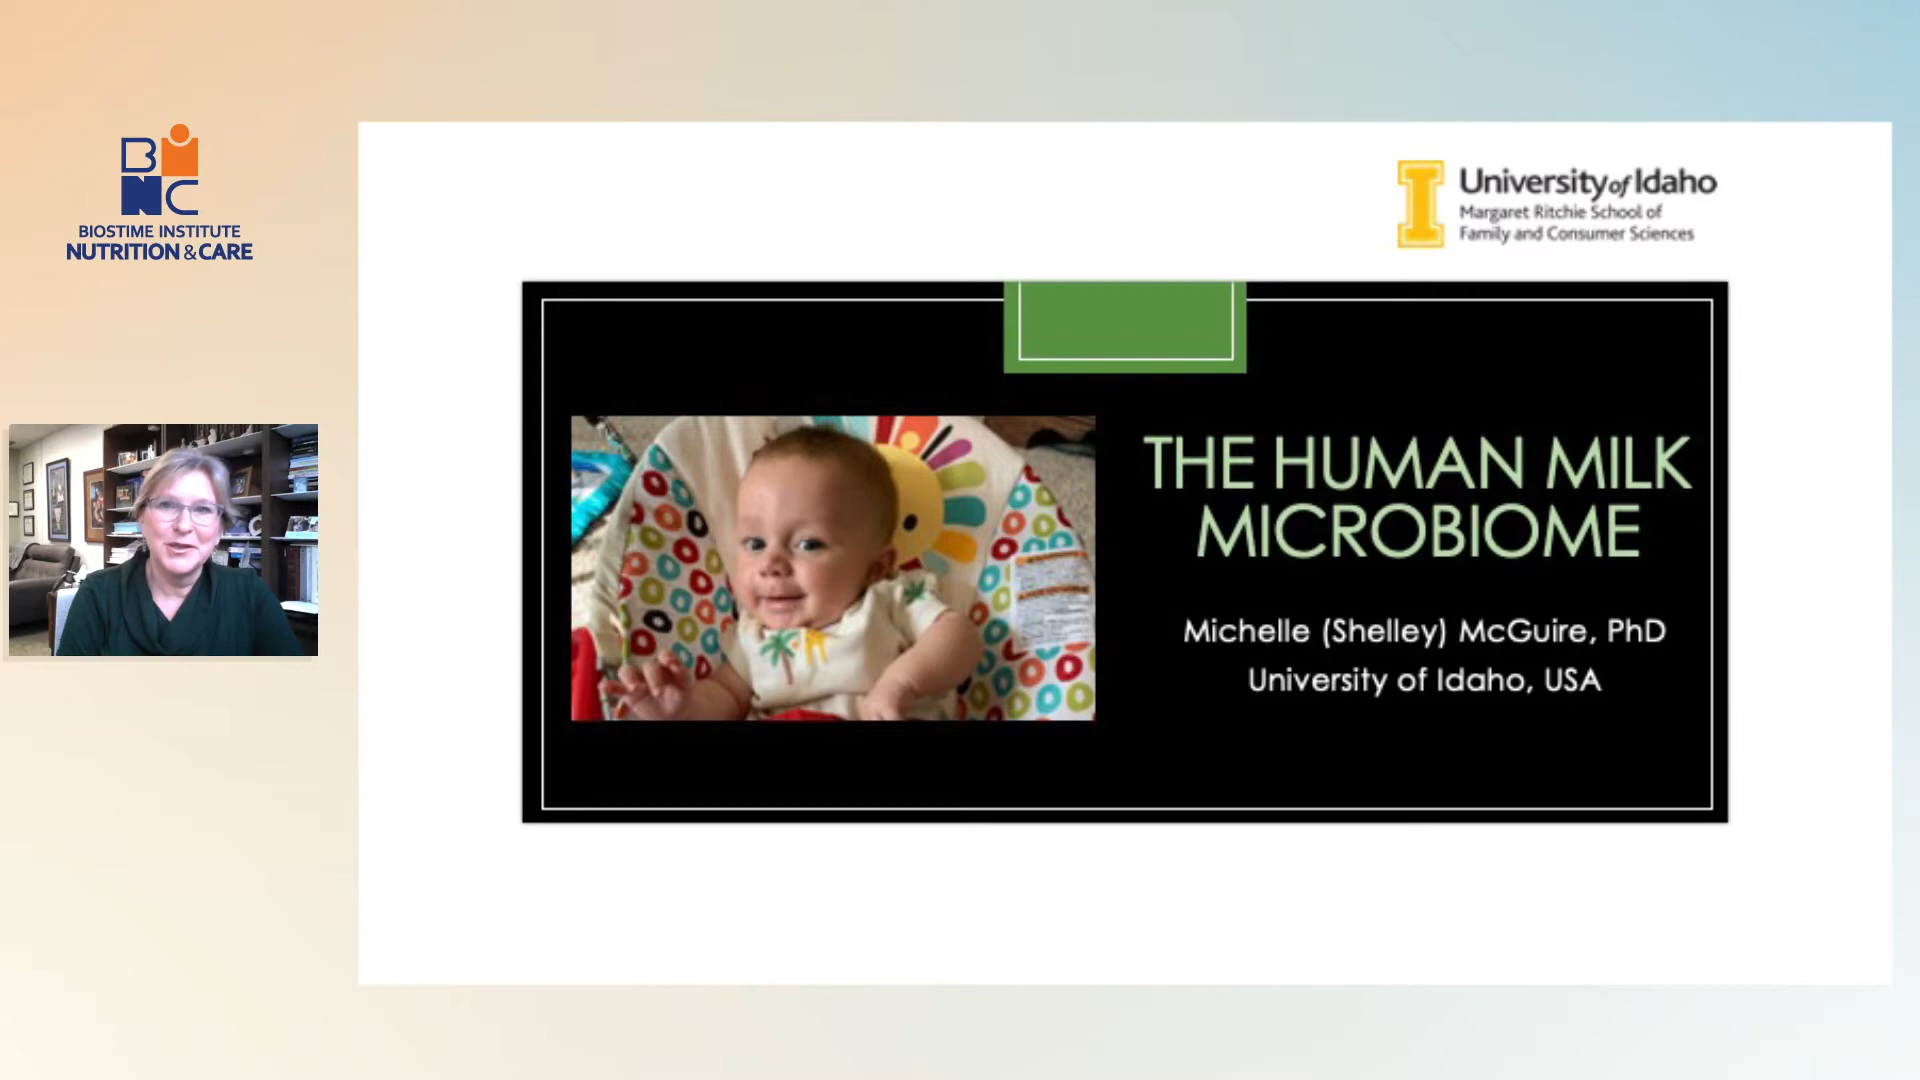 BINC
BIOSTIME INSTITUTE
NUTRITION & CARE
University of Idaho
Margaret Ritchie School of
Family and Consumer Sciences
THE HUMAN MILK
MICROBIOME
Michelle (Shelley) McGuire, PhD
University of Idaho, USA